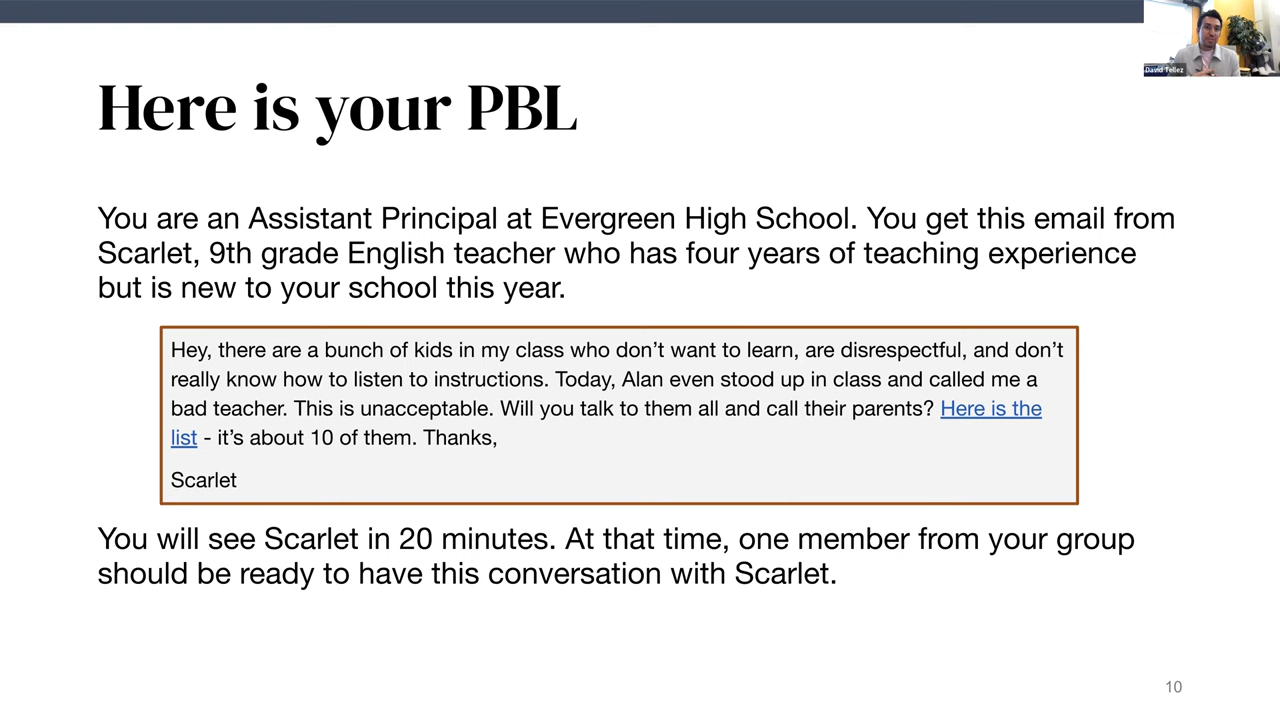 Here is your PBL
You are an Assistant Principal at Evergreen High School. You get this email from
Scarlet, 9th grade English teacher who has four years of teaching experience
but is new to your school this year.
Hey, there are a bunch of kids in my class who don’t want to learn, are disrespectful, and don’t
really know how to listen to instructions. Today, Alan even stood up in class and called me a
bad teacher. This is unacceptable. Will you talk to them all and call their parents? Here is the
list - it’s about 10 of them. Thanks,
Scarlet
You will see Scarlet in 20 minutes. At that time, one member from your group
should be ready to have this conversation with Scarlet.
10
David Tellez